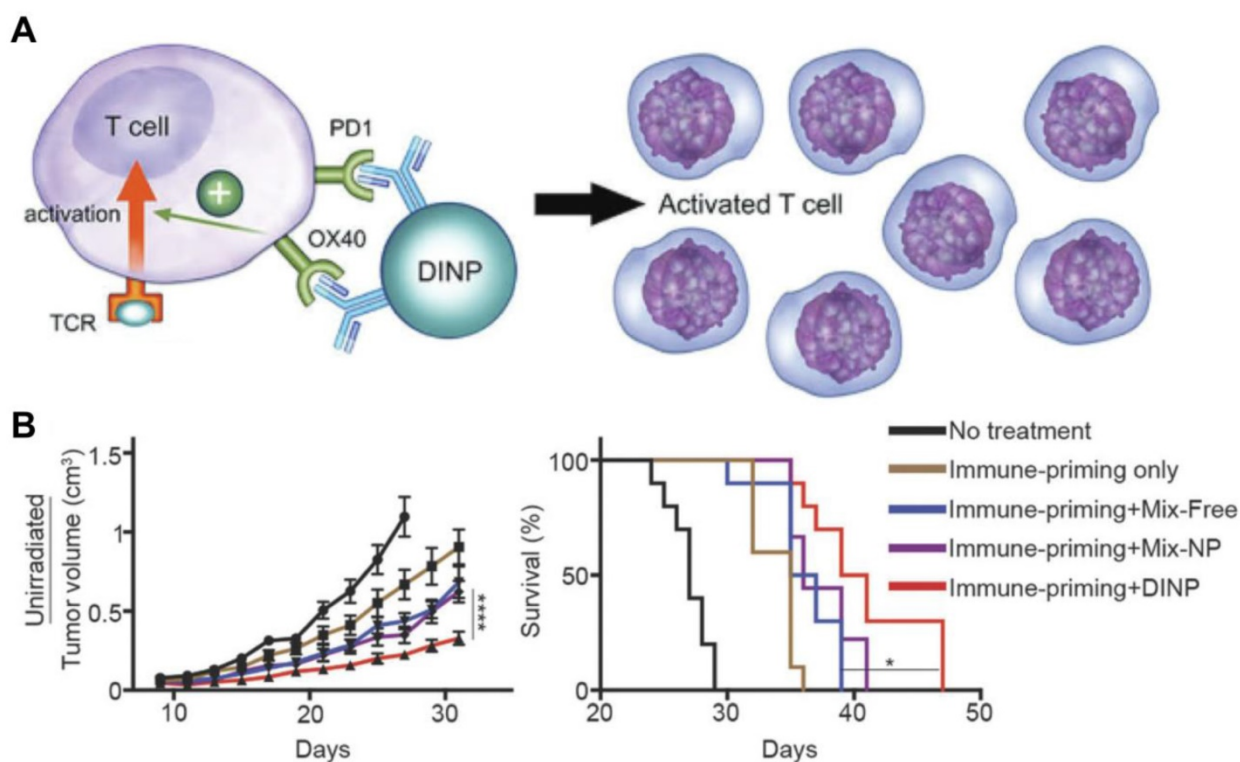 A
T cell
PD1
activation
OX40
DINP
TCR
Activated T cell
B
Unirradiated
Tumor volume (cm³)
1.5
1
0.5
0
10
20
30
Days
****
Survival (%)
100
50
0
20
30
40
50
Days
*
No treatment
Immune-priming only
Immune-priming+Mix-Free
Immune-priming+Mix-NP
Immune-priming+DINP